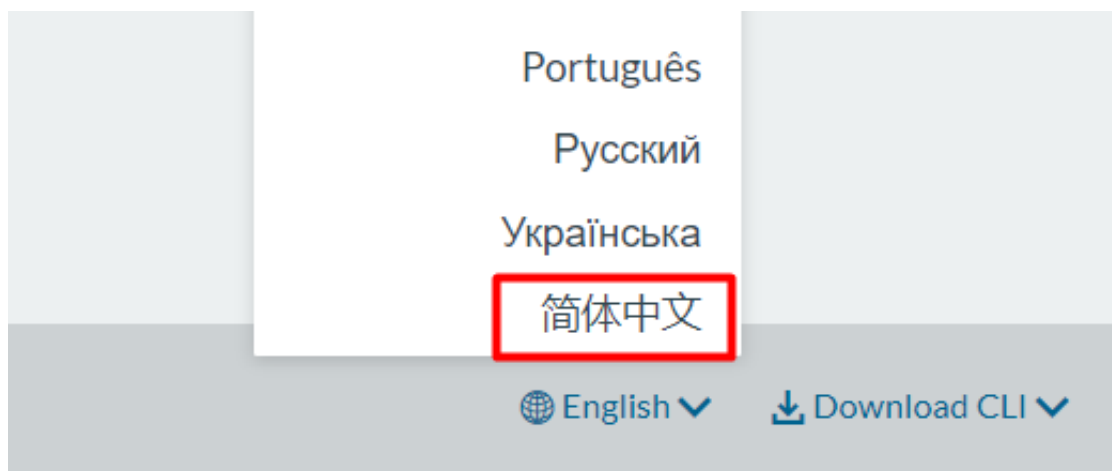 Português
Русский
Українська
简体中文
English Download CLI